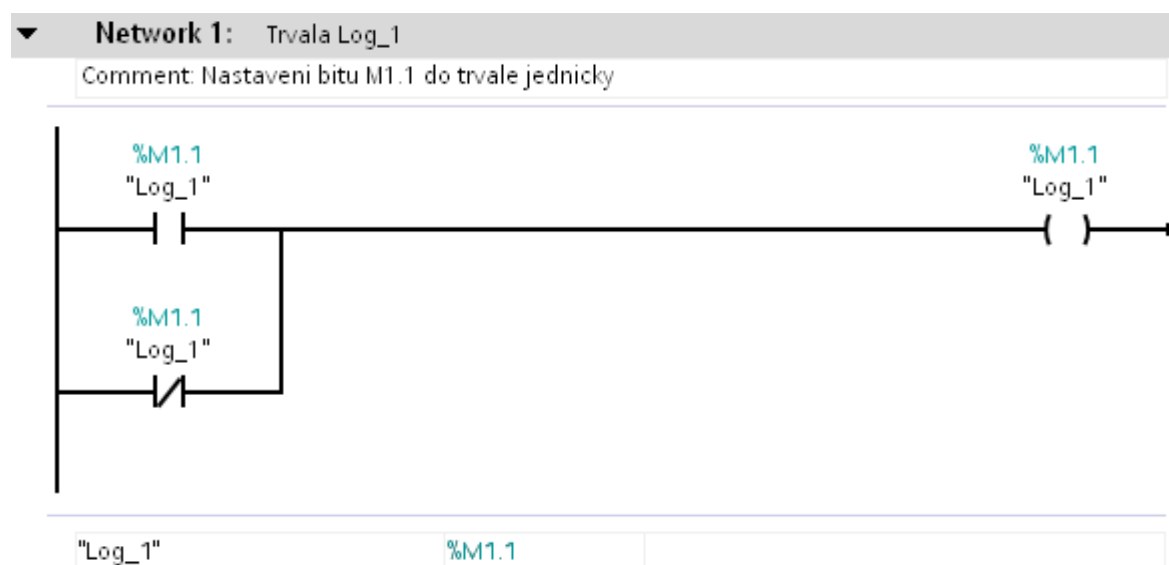 Network 1: Trvala Log_1
Comment: Nastaveni bitu M1.1 do trvale jednicky
%M1.1 %M1.1
"Log_1" "Log_1"
%M1.1
"Log_1"
"Log_1" %M1.1